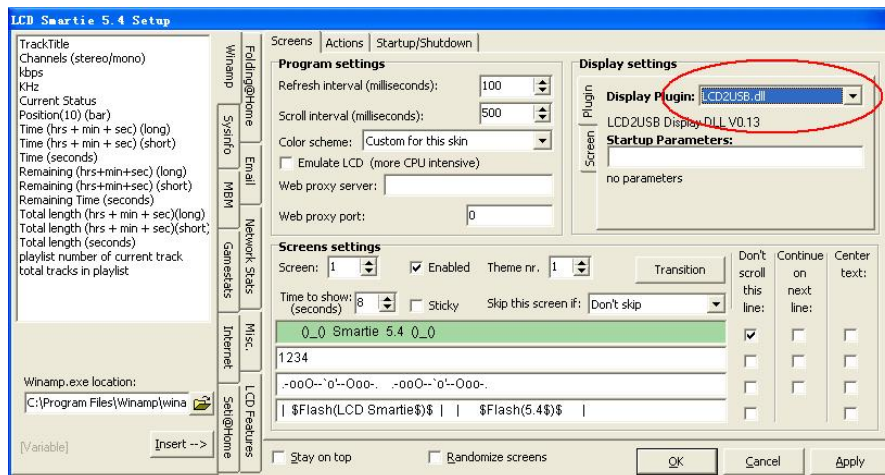 LCD Smartie 5.4 Setup
TrackTitle
Channels (stereo/mono)
kbps
KHz
Current Status
Position(10) (bar)
Time (hrs + min + sec) (long)
Time (hrs + min + sec) (short)
Time (seconds)
Remaining (hrs+min+sec) (long)
Remaining (hrs+min+sec) (short)
Remaining Time (seconds)
Total length (hrs + min + sec)(long)
Total length (hrs + min + sec)(short)
Total length (seconds)
playlist number of current track
total tracks in playlist
Winamp.exe location:
C:\Program Files\Winamp\wina
[Variable]
Insert -->
Winamp
Sysinfo
MBM
Gamestats
Internet
Seti@Home
Folding@Home
Email
Network Stats
Misc.
LCD Features
Screens
Actions
Startup/Shutdown
Program settings
Refresh interval (milliseconds): 100
Scroll interval (milliseconds): 500
Color scheme: Custom for this skin
Emulate LCD (more CPU intensive)
Web proxy server:
Web proxy port: 0
Display settings
Plugin
Screen
Display Plugin: LCD2USB.dll
LCD2USB Display DLL V0.13
Startup Parameters:
no parameters
Screens settings
Screen: 1
Enabled
Theme nr. 1
Transition
Time to show: 8
(seconds)
Sticky
Skip this screen if: Don't skip
Don't scroll this line:
Continue on next line:
Center text:
()_() Smartie 5.4 ()_()
1234
.-ooO--`o'--Ooo-. .-ooO--`o'--Ooo-.
| $Flash(LCD Smartie$)$ | | $Flash(5.4$)$ |
Stay on top
Randomize screens
OK
Cancel
Apply